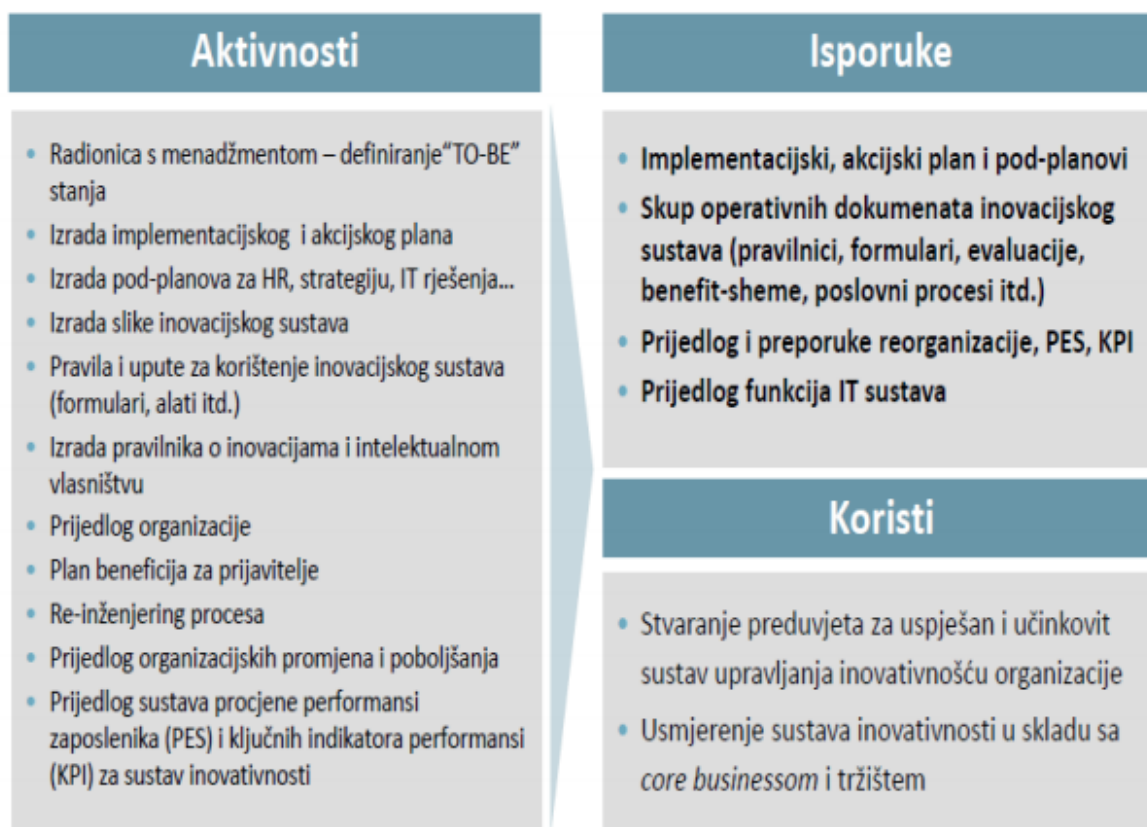 Aktivnosti
• Radionica s menadžmentom – definiranje“TO-BE”
stanja
• Izrada implementacijskog i akcijskog plana
• Izrada pod-planova za HR, strategiju, IT rješenja...
• Izrada slike inovacijskog sustava
• Pravila i upute za korištenje inovacijskog sustava
(formulari, alati itd.)
• Izrada pravilnika o inovacijama i intelektualnom
vlasništvu
• Prijedlog organizacije
• Plan beneficija za prijavitelje
• Re-inženjering procesa
• Prijedlog organizacijskih promjena i poboljšanja
• Prijedlog sustava procjene performansi
zaposlenika (PES) i ključnih indikatora performansi
(KPI) za sustav inovativnosti
Isporuke
• Implementacijski, akcijski plan i pod-planovi
• Skup operativnih dokumenata inovacijskog
sustava (pravilnici, formulari, evaluacije,
benefit-sheme, poslovni procesi itd.)
• Prijedlog i preporuke reorganizacije, PES, KPI
• Prijedlog funkcija IT sustava
Koristi
• Stvaranje preduvjeta za uspješan i učinkovit
sustav upravljanja inovativnošću organizacije
• Usmjerenje sustava inovativnosti u skladu sa
core businessom i tržištem